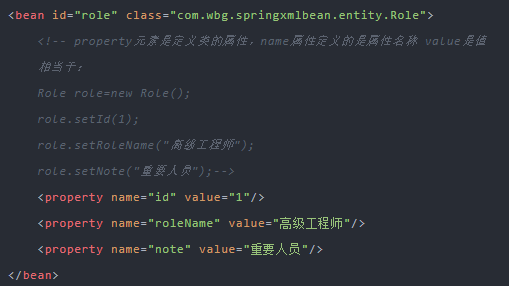 <bean id="role" class="com.wbg.springxmlbean.entity.Role">
<!-- property元素是定义类的属性，name属性定义的是属性名称 value是值
相当于：
Role role=new Role();
role.setId(1);
role.setRoleName("高级工程师");
role.setNote("重要人员");-->
<property name="id" value="1"/>
<property name="roleName" value="高级工程师"/>
<property name="note" value="重要人员"/>
</bean>